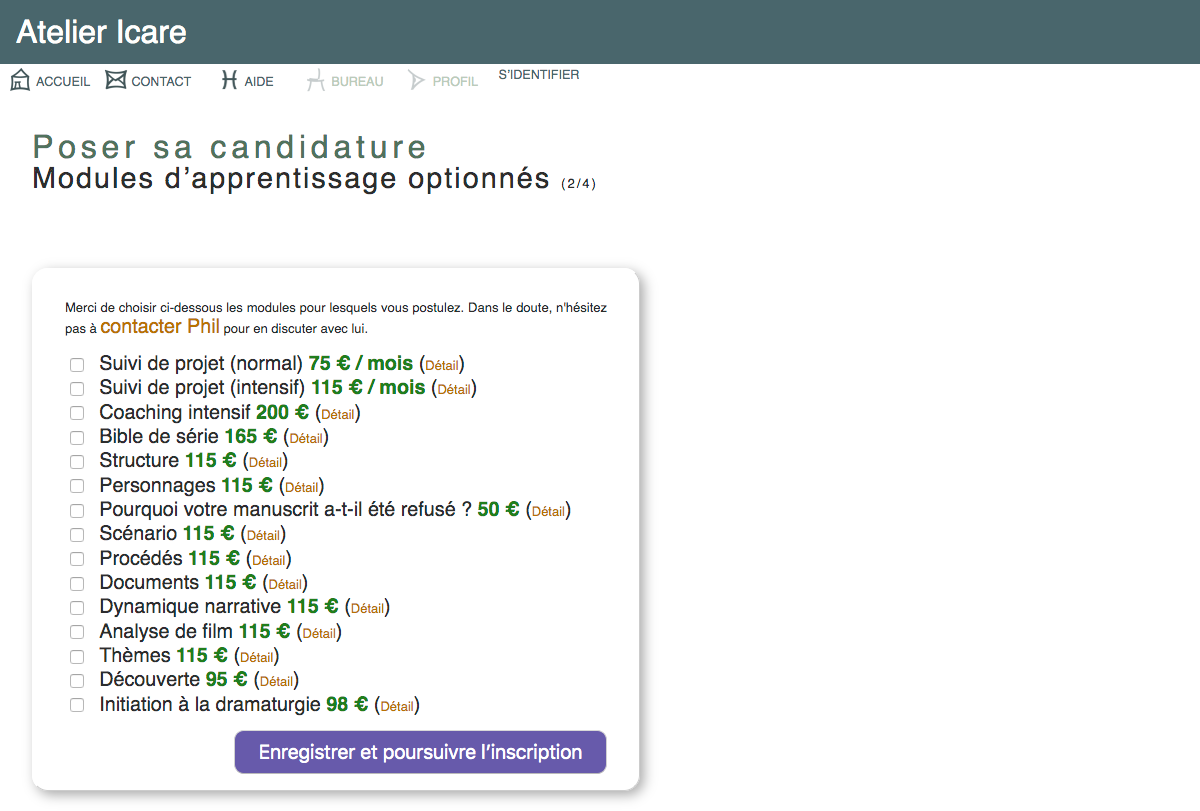 Atelier Icare
ACCUEIL CONTACT AIDE BUREAU PROFIL S'IDENTIFIER
Poser sa candidature
Modules d’apprentissage optionnés (2/4)
Merci de choisir ci-dessous les modules pour lesquels vous postulez. Dans le doute, n'hésitez
pas à contacter Phil pour en discuter avec lui.
Suivi de projet (normal) 75 € / mois (Détail)
Suivi de projet (intensif) 115 € / mois (Détail)
Coaching intensif 200 € (Détail)
Bible de série 165 € (Détail)
Structure 115 € (Détail)
Personnages 115 € (Détail)
Pourquoi votre manuscrit a-t-il été refusé ? 50 € (Détail)
Scénario 115 € (Détail)
Procédés 115 € (Détail)
Documents 115 € (Détail)
Dynamique narrative 115 € (Détail)
Analyse de film 115 € (Détail)
Thèmes 115 € (Détail)
Découverte 95 € (Détail)
Initiation à la dramaturgie 98 € (Détail)
Enregistrer et poursuivre l’inscription